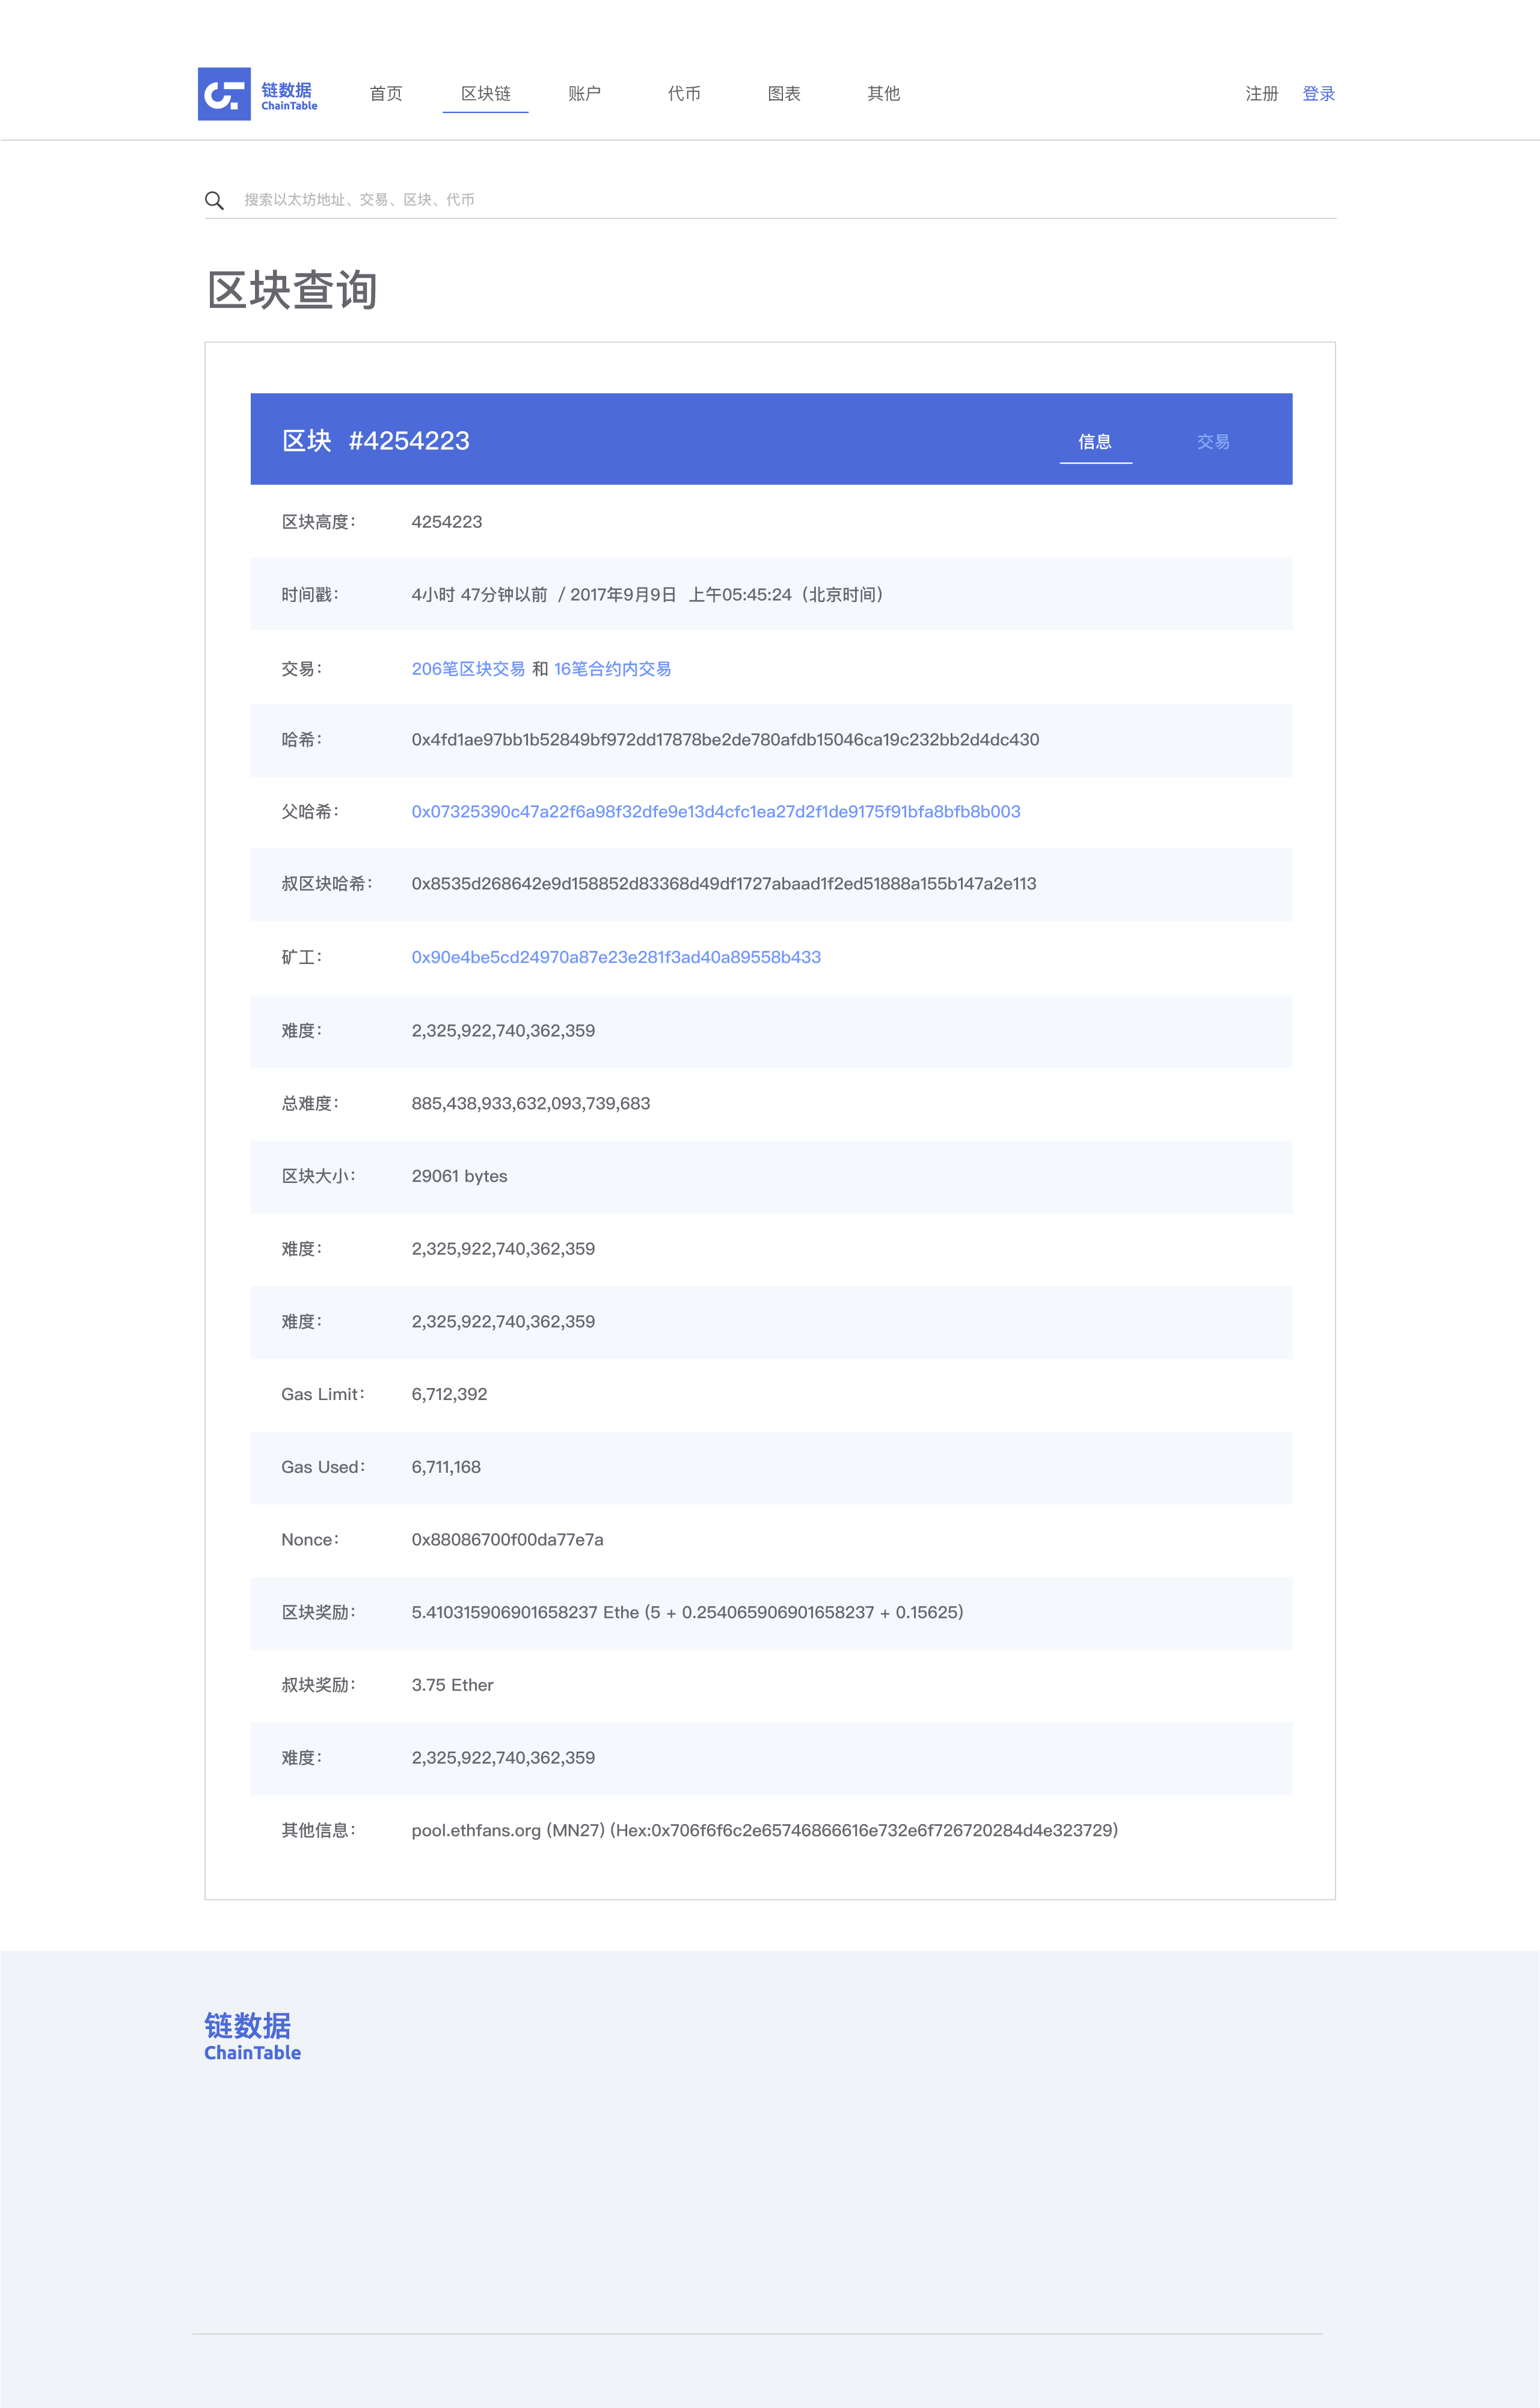 链数据
ChainTable
首页 区块链 账户 代币 图表 其他 注册 登录
搜索以太坊地址、交易、区块、代币
区块查询
区块 #4254223 信息 交易
区块高度： 4254223
时间戳： 4小时 47分钟以前 / 2017年9月9日 上午05:45:24（北京时间）
交易： 206笔区块交易 和 16笔合约内交易
哈希： 0x4fd1ae97bb1b52849bf972dd17878be2de780afdb15046ca19c232bb2d4dc430
父哈希： 0x07325390c47a22f6a98f32dfe9e13d4cfc1ea27d2f1de9175f91bfa8bfb8b003
叔区块哈希： 0x8535d268642e9d158852d83368d49df1727abaad1f2ed51888a155b147a2e113
矿工： 0x90e4be5cd24970a87e23e281f3ad40a89558b433
难度： 2,325,922,740,362,359
总难度： 885,438,933,632,093,739,683
区块大小： 29061 bytes
难度： 2,325,922,740,362,359
难度： 2,325,922,740,362,359
Gas Limit： 6,712,392
Gas Used： 6,711,168
Nonce： 0x88086700f00da77e7a
区块奖励： 5.410315906901658237 Ethe (5 + 0.254065906901658237 + 0.15625)
叔块奖励： 3.75 Ether
难度： 2,325,922,740,362,359
其他信息： pool.ethfans.org (MN27) (Hex:0x706f6f6c2e65746866616e732e6f726720284d4e323729)
链数据
ChainTable